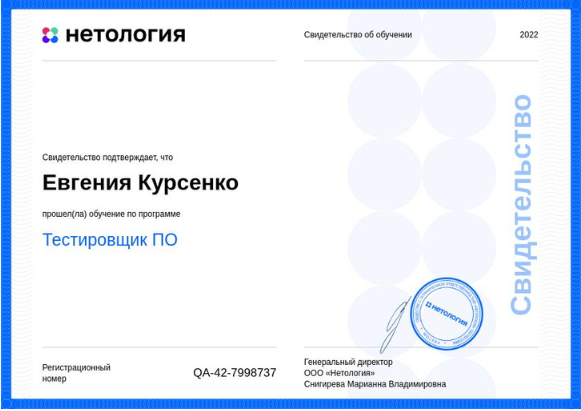 нетология
Свидетельство об обучении
2022
Свидетельство подтверждает, что
Евгения Курсенко
прошел(ла) обучение по программе
Тестировщик ПО
Свидетельство
нетология
Регистрационный
номер
QA-42-7998737
Генеральный директор
ООО «Нетология»
Снигирева Марианна Владимировна